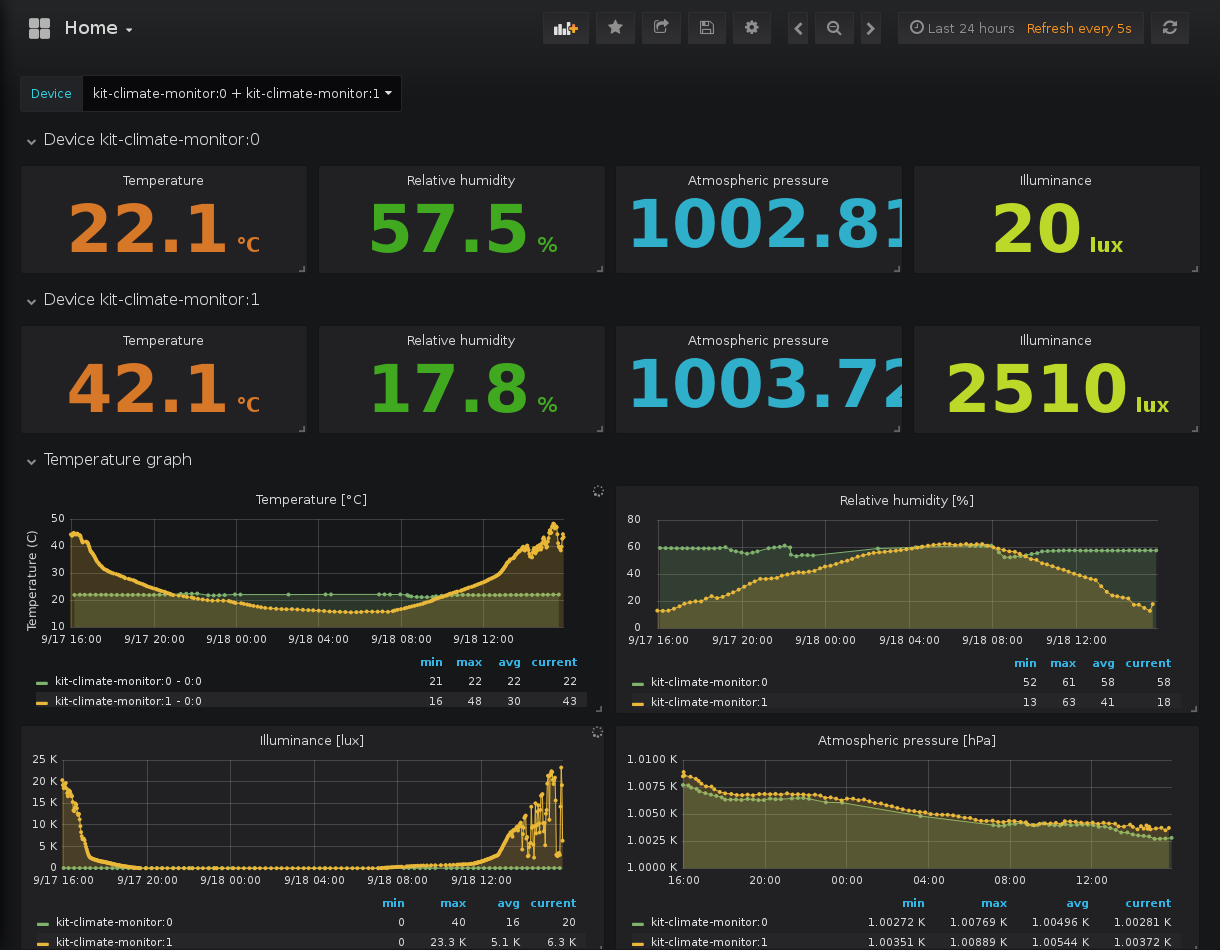 Home
Last 24 hours Refresh every 5s
Device kit-climate-monitor:0 + kit-climate-monitor:1
Device kit-climate-monitor:0
Temperature Relative humidity Atmospheric pressure Illuminance
22.1 °C 57.5 % 1002.81 20 lux
Device kit-climate-monitor:1
Temperature Relative humidity Atmospheric pressure Illuminance
42.1 °C 17.8 % 1003.72 2510 lux
Temperature graph
Temperature [°C]
Temperature (C)
50
40
30
20
10
9/17 16:00 9/17 20:00 9/18 00:00 9/18 04:00 9/18 08:00 9/18 12:00
min max avg current
kit-climate-monitor:0 - 0:0 21 22 22 22
kit-climate-monitor:1 - 0:0 16 48 30 43
Relative humidity [%]
80
60
40
20
0
9/17 16:00 9/17 20:00 9/18 00:00 9/18 04:00 9/18 08:00 9/18 12:00
min max avg current
kit-climate-monitor:0 52 61 58 58
kit-climate-monitor:1 13 63 41 18
Illuminance [lux]
25 K
20 K
15 K
10 K
5 K
0
9/17 16:00 9/17 20:00 9/18 00:00 9/18 04:00 9/18 08:00 9/18 12:00
min max avg current
kit-climate-monitor:0 0 40 16 20
kit-climate-monitor:1 0 23.3 K 5.1 K 6.3 K
Atmospheric pressure [hPa]
1.0100 K
1.0075 K
1.0050 K
1.0025 K
1.0000 K
16:00 20:00 00:00 04:00 08:00 12:00
min max avg current
kit-climate-monitor:0 1.00272 K 1.00769 K 1.00496 K 1.00281 K
kit-climate-monitor:1 1.00351 K 1.00889 K 1.00544 K 1.00372 K